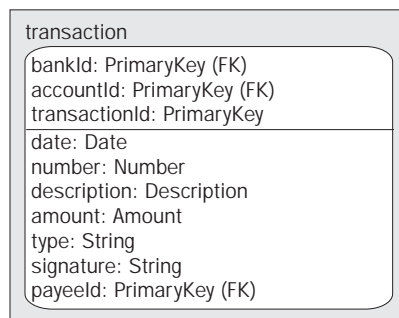 transaction
bankId: PrimaryKey (FK)
accountId: PrimaryKey (FK)
transactionId: PrimaryKey
date: Date
number: Number
description: Description
amount: Amount
type: String
signature: String
payeeId: PrimaryKey (FK)